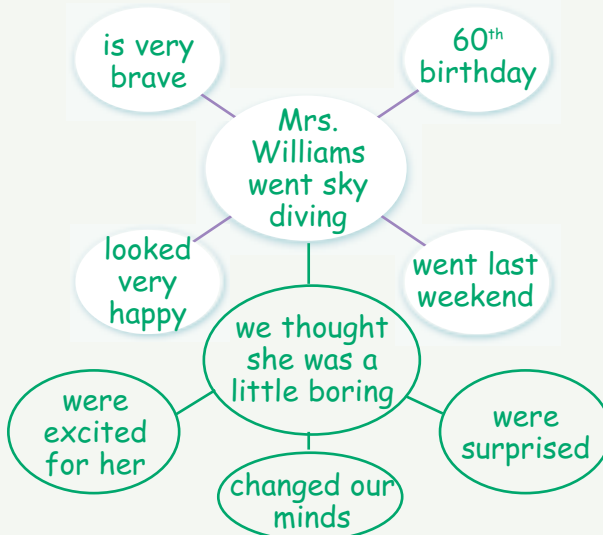 is very
brave
60th
birthday
Mrs.
Williams
went sky
diving
looked
very
happy
went last
weekend
we thought
she was a
little boring
were
excited
for her
were
surprised
changed our
minds